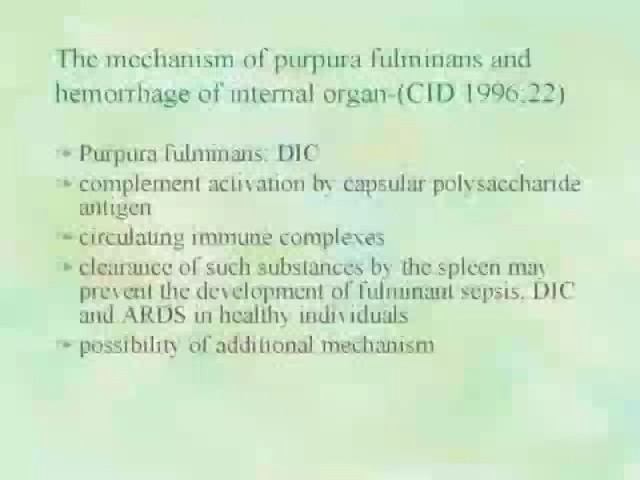 The mechanism of purpura fulminans and
hemorrhage of internal organ-(CID 1996;22)
Purpura fulminans: DIC
complement activation by capsular polysaccharide
antigen
circulating immune complexes
clearance of such substances by the spleen may
prevent the development of fulminant sepsis, DIC
and ARDS in healthy individuals
possibility of additional mechanism